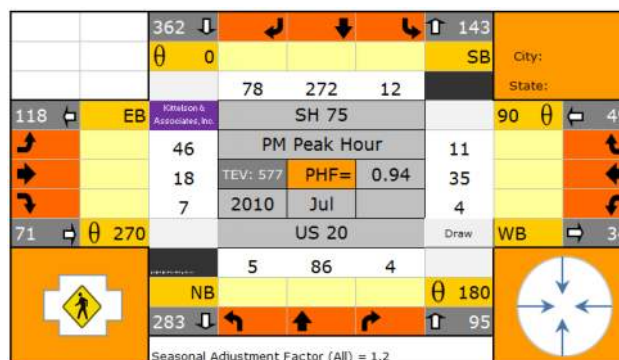 362 143
θ 0 SB City:
78 272 12 State:
118 EB Kittelson & Associates, Inc. SH 75 90 θ
46 PM Peak Hour 11
18 TEV: 577 PHF= 0.94 35
7 2010 Jul 4
71 θ 270 US 20 Draw WB
5 86 4
NB θ 180
283 95
Seasonal Adjustment Factor (All) = 1.2